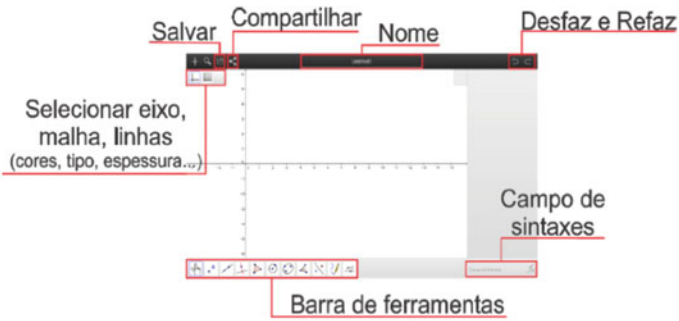 Compartilhar
Desfaz e Refaz
Salvar
Nome
Selecionar eixo,
malha, linhas
(cores, tipo, espessura...)
Campo de
sintaxes
Barra de ferramentas